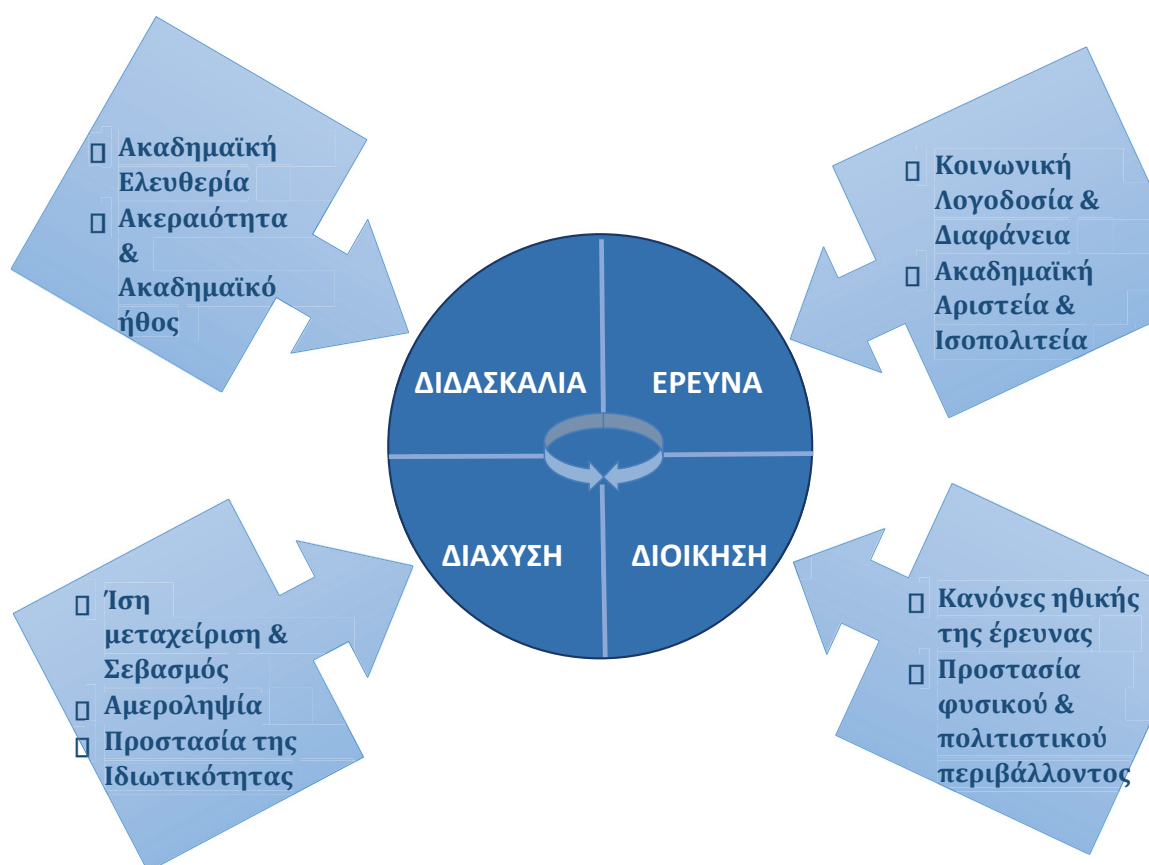 Ακαδημαϊκή
Ελευθερία
Ακεραιότητα
&
Ακαδημαϊκό
ήθος
Κοινωνική
Λογοδοσία &
Διαφάνεια
Ακαδημαϊκή
Αριστεία &
Ισοπολιτεία
ΔΙΔΑΣΚΑΛΙΑ
ΕΡΕΥΝΑ
ΔΙΑΧΥΣΗ
ΔΙΟΙΚΗΣΗ
Ίση
μεταχείριση &
Σεβασμός
Αμεροληψία
Προστασία της
Ιδιωτικότητας
Κανόνες ηθικής
της έρευνας
Προστασία
φυσικού &
πολιτιστικού
περιβάλλοντος